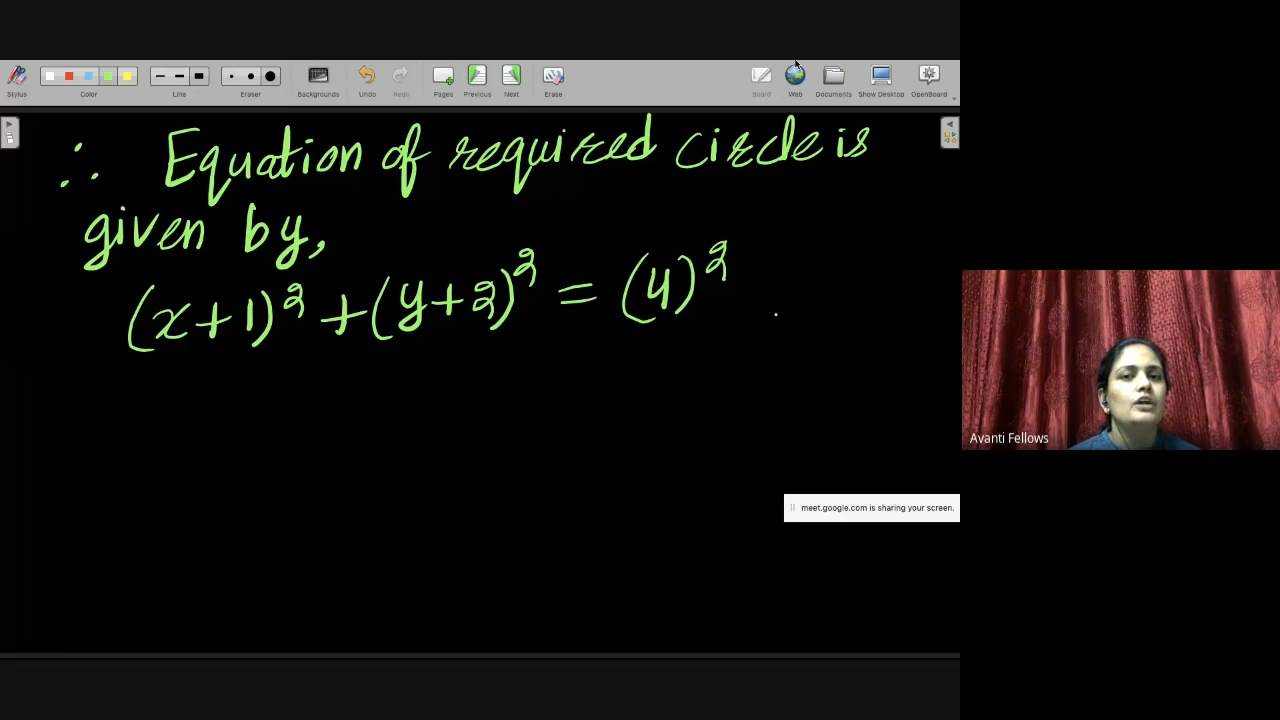 Stylus Color Line Eraser Backgrounds Undo Redo Pages Previous Next Erase Board Web Documents Show Desktop OpenBoard
∴ Equation of required circle is
given by,
(x+1)² + (y+2)² = (4)²
Avanti Fellows
meet.google.com is sharing your screen.